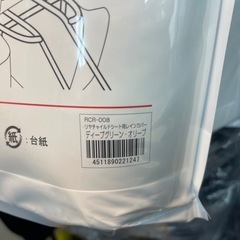 RCR-008
リヤチャイルドシート用レインカバー
ディープグリーン・オリーブ
4511890221247
紙 :台紙